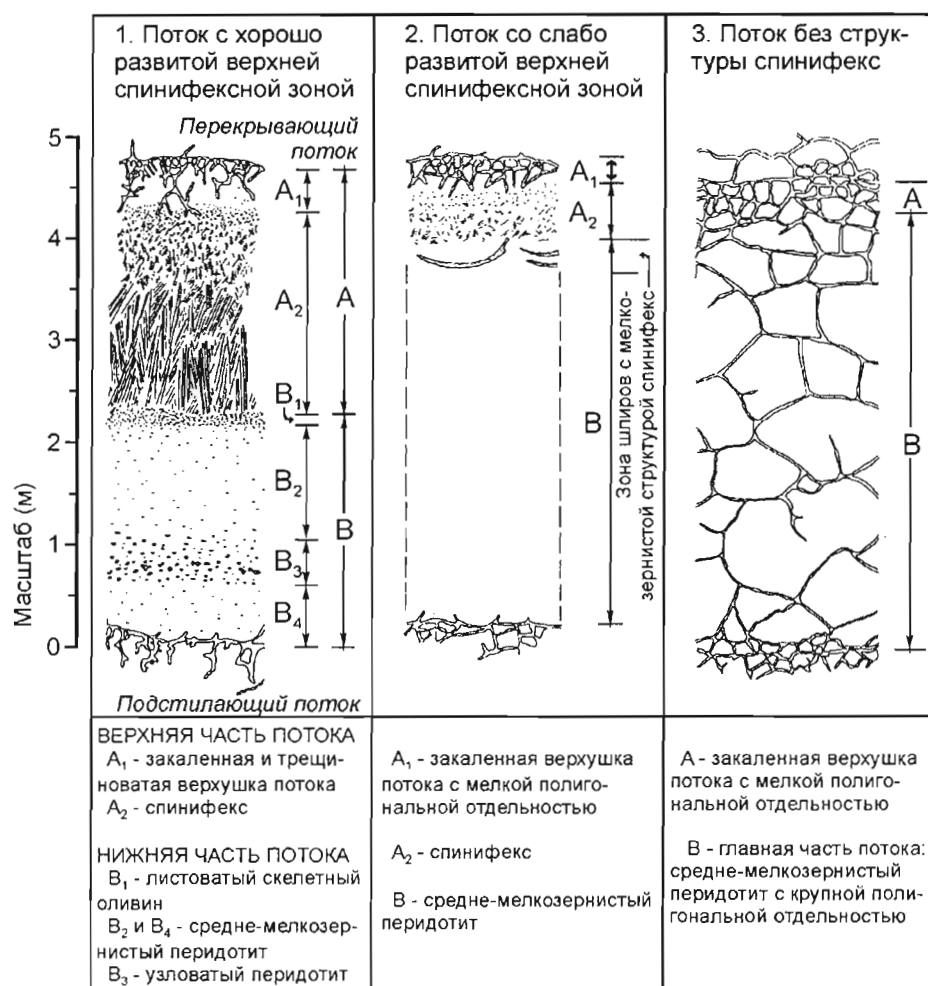 1. Поток с хорошо
развитой верхней
спинифексной зоной
2. Поток со слабо
развитой верхней
спинифексной зоной
3. Поток без струк-
туры спинифекс
Масштаб (м)
5
4
3
2
1
0
Перекрывающий
поток
A₁
A₂
A
B₁
B₂
B
B₃
B₄
Подстилающий поток
A₁
A₂
B
Зона шлиров с мелко-
зернистой структурой спинифекс
A
B
ВЕРХНЯЯ ЧАСТЬ ПОТОКА
A₁ - закаленная и трещи-
новатая верхушка потока
A₂ - спинифекс
НИЖНЯЯ ЧАСТЬ ПОТОКА
B₁ - листоватый скелетный
оливин
B₂ и B₄ - средне-мелкозер-
нистый перидотит
B₃ - узловатый перидотит
A₁ - закаленная верхушка
потока с мелкой полиго-
нальной отдельностью
A₂ - спинифекс
B - средне-мелкозернистый
перидотит
A - закаленная верхушка
потока с мелкой полиго-
нальной отдельностью
B - главная часть потока:
средне-мелкозернистый
перидотит с крупной поли-
гональной отдельностью